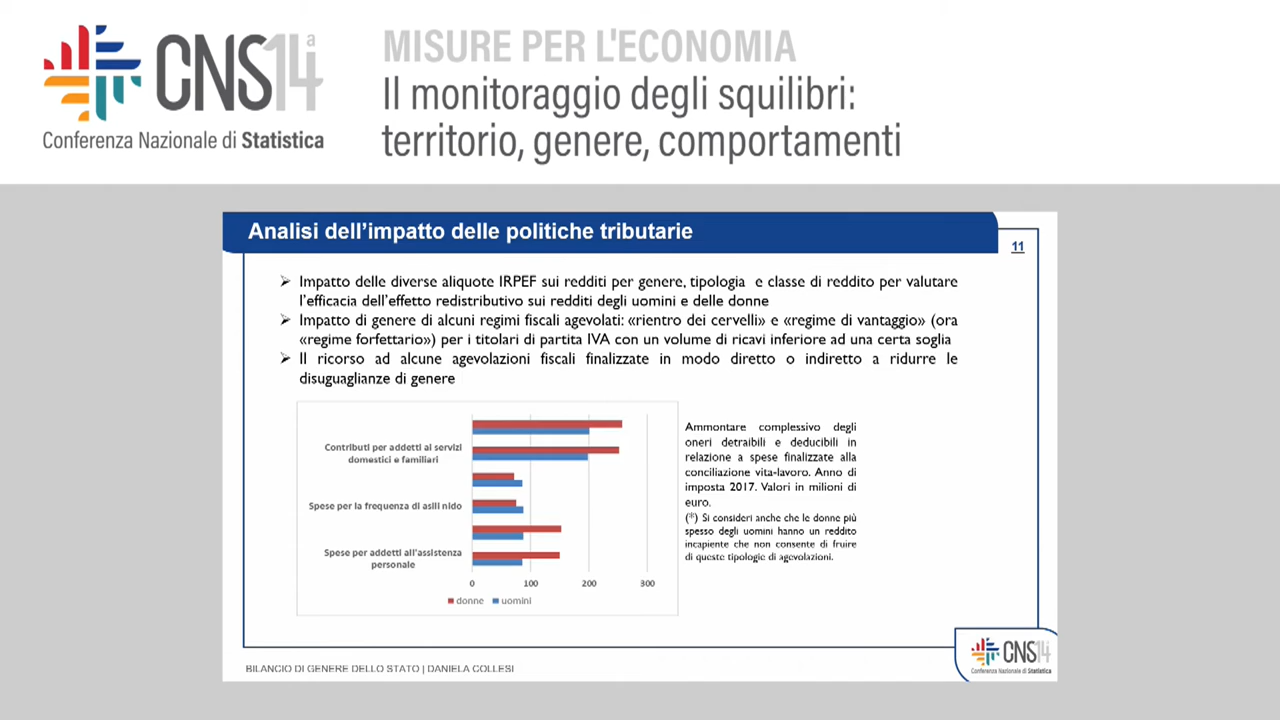 CNS14a
Conferenza Nazionale di Statistica
MISURE PER L'ECONOMIA
Il monitoraggio degli squilibri:
territorio, genere, comportamenti
Analisi dell'impatto delle politiche tributarie
11
➢ Impatto delle diverse aliquote IRPEF sui redditi per genere, tipologia e classe di reddito per valutare
l'efficacia dell'effetto redistributivo sui redditi degli uomini e delle donne
➢ Impatto di genere di alcuni regimi fiscali agevolati: «rientro dei cervelli» e «regime di vantaggio» (ora
«regime forfettario») per i titolari di partita IVA con un volume di ricavi inferiore ad una certa soglia
➢ Il ricorso ad alcune agevolazioni fiscali finalizzate in modo diretto o indiretto a ridurre le
disuguaglianze di genere
Contributi per addetti ai servizi
domestici e familiari
Spese per la frequenza di asili nido
Spese per addetti all'assistenza
personale
0 100 200 300
donne uomini
Ammontare complessivo degli
oneri detraibili e deducibili in
relazione a spese finalizzate alla
conciliazione vita-lavoro. Anno di
imposta 2017. Valori in milioni di
euro.
(*) Si consideri anche che le donne più
spesso degli uomini hanno un reddito
incapiente che non consente di fruire
di queste tipologie di agevolazioni.
BILANCIO DI GENERE DELLO STATO | DANIELA COLLESI
CNS14a
Conferenza Nazionale di Statistica